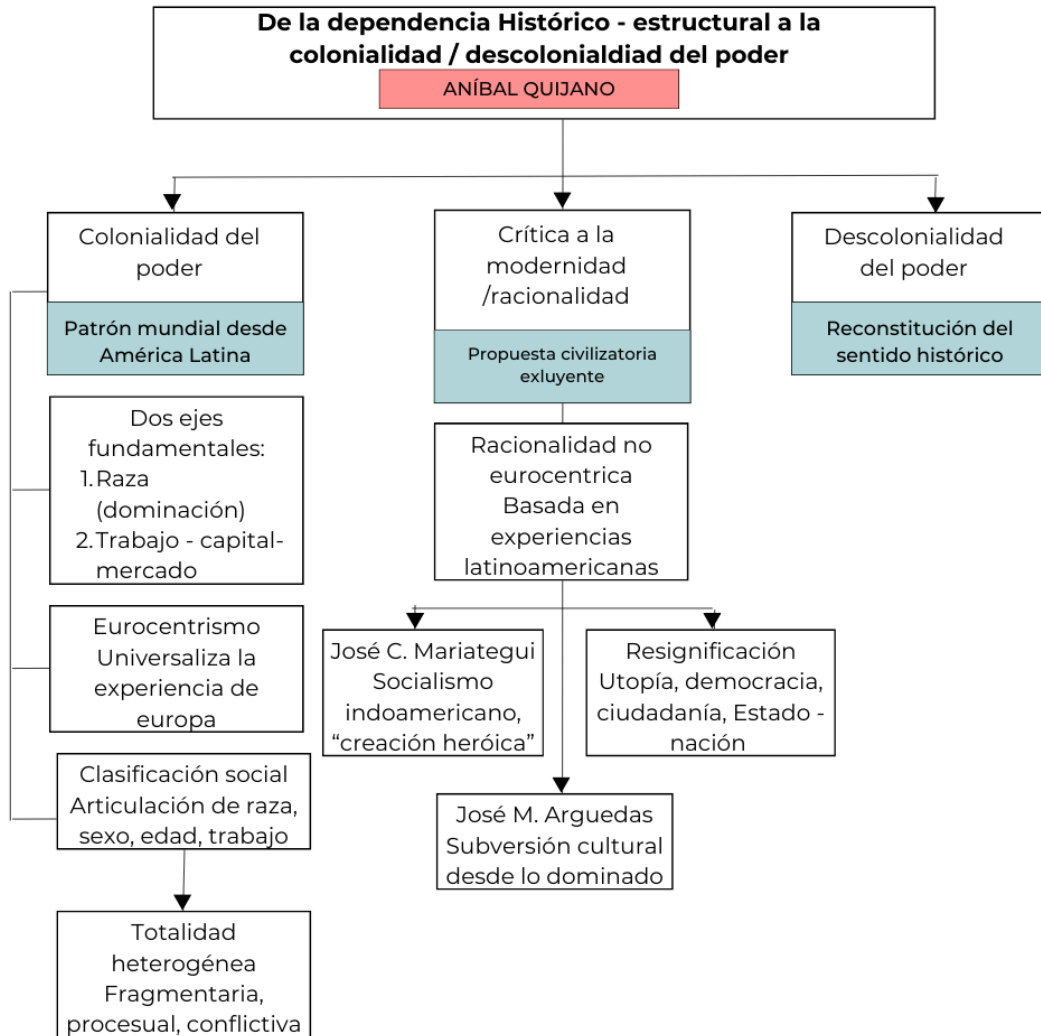 De la dependencia Histórico - estructural a la
colonialidad / descolonialdiad del poder
ANÍBAL QUIJANO
Colonialidad del
poder
Patrón mundial desde
América Latina
Dos ejes
fundamentales:
1. Raza
(dominación)
2. Trabajo - capital-
mercado
Eurocentrismo
Universaliza la
experiencia de
europa
Clasificación social
Articulación de raza,
sexo, edad, trabajo
Totalidad
heterogénea
Fragmentaria,
procesual, conflictiva
Crítica a la
modernidad
/racionalidad
Propuesta civilizatoria
exluyente
Racionalidad no
eurocentrica
Basada en
experiencias
latinoamericanas
José C. Mariategui
Socialismo
indoamericano,
“creación heróica”
Resignificación
Utopía, democracia,
ciudadanía, Estado -
nación
José M. Arguedas
Subversión cultural
desde lo dominado
Descolonialidad
del poder
Reconstitución del
sentido histórico